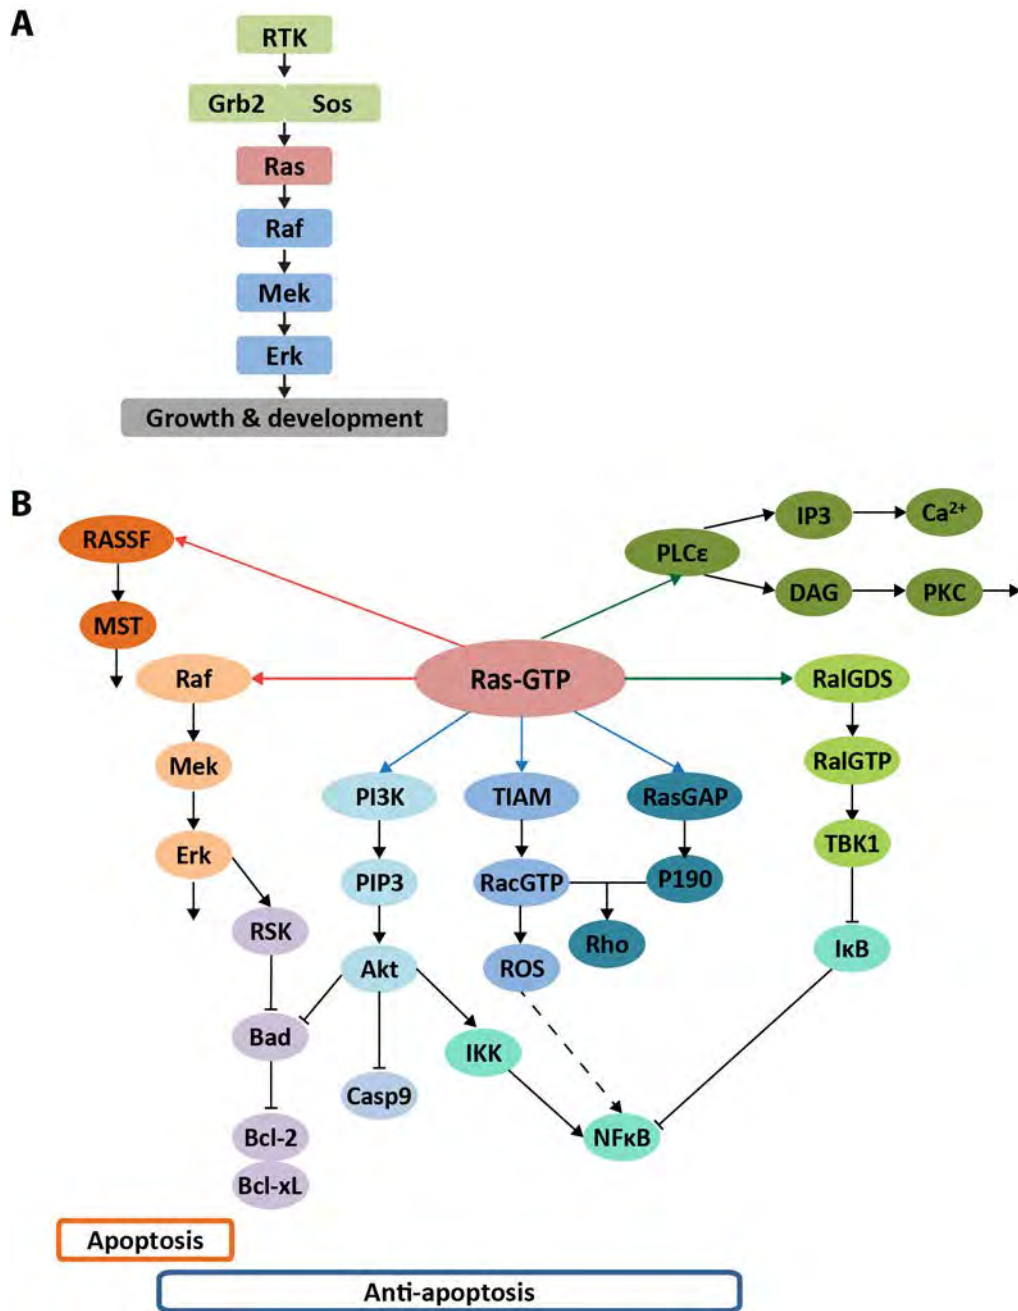 A
RTK
Grb2 Sos
Ras
Raf
Mek
Erk
Growth & development
B
RASSF
MST
Raf
Mek
Erk
RSK
Bad
Bcl-2
Bcl-xL
Ras-GTP
PI3K
PIP3
Akt
Casp9
IKK
TIAM
RacGTP
ROS
RasGAP
P190
Rho
NFκB
PLCε
IP3
Ca²⁺
DAG
PKC
RalGDS
RalGTP
TBK1
IκB
Apoptosis
Anti-apoptosis